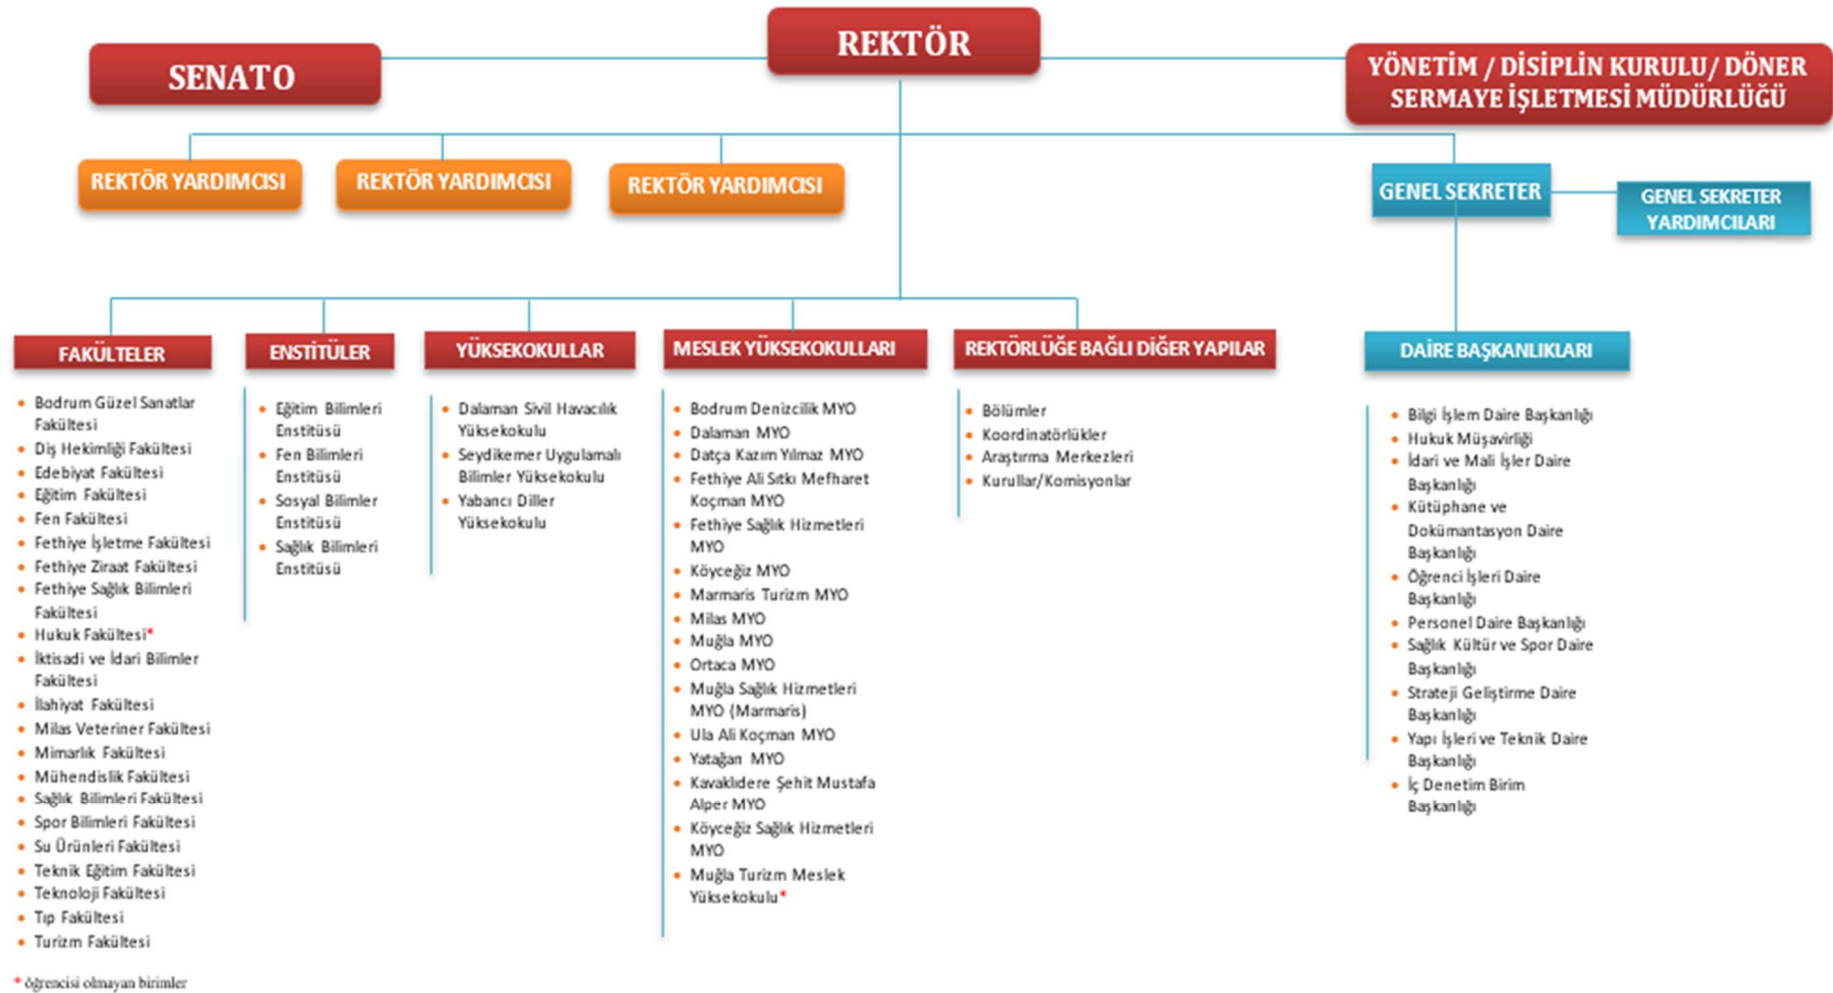 REKTÖR
SENATO
YÖNETİM / DİSİPLİN KURULU/ DÖNER
SERMAYE İŞLETMESİ MÜDÜRLÜĞÜ
REKTÖR YARDIMCISI
REKTÖR YARDIMCISI
REKTÖR YARDIMCISI
GENEL SEKRETER
GENEL SEKRETER
YARDIMCILARI
FAKÜLTELER
• Bodrum Güzel Sanatlar
Fakültesi
• Diş Hekimliği Fakültesi
• Edebiyat Fakültesi
• Eğitim Fakültesi
• Fen Fakültesi
• Fethiye İşletme Fakültesi
• Fethiye Ziraat Fakültesi
• Fethiye Sağlık Bilimleri
Fakültesi
• Hukuk Fakültesi*
• İktisadi ve İdari Bilimler
Fakültesi
• İlahiyat Fakültesi
• Milas Veteriner Fakültesi
• Mimarlık Fakültesi
• Mühendislik Fakültesi
• Sağlık Bilimleri Fakültesi
• Spor Bilimleri Fakültesi
• Su Ürünleri Fakültesi
• Teknik Eğitim Fakültesi
• Teknoloji Fakültesi
• Tıp Fakültesi
• Turizm Fakültesi
ENSTİTÜLER
• Eğitim Bilimleri
Enstitüsü
• Fen Bilimleri
Enstitüsü
• Sosyal Bilimler
Enstitüsü
• Sağlık Bilimleri
Enstitüsü
YÜKSEKOKULLAR
• Dalaman Sivil Havacılık
Yüksekokulu
• Seydikemer Uygulamalı
Bilimler Yüksekokulu
• Yabancı Diller
Yüksekokulu
MESLEK YÜKSEKOKULLARI
• Bodrum Denizcilik MYO
• Dalaman MYO
• Datça Kazım Yılmaz MYO
• Fethiye Ali Sıtkı Mefharet
Koçman MYO
• Fethiye Sağlık Hizmetleri
MYO
• Köyceğiz MYO
• Marmaris Turizm MYO
• Milas MYO
• Muğla MYO
• Ortaca MYO
• Muğla Sağlık Hizmetleri
MYO (Marmaris)
• Ula Ali Koçman MYO
• Yatağan MYO
• Kavaklıdere Şehit Mustafa
Alper MYO
• Köyceğiz Sağlık Hizmetleri
MYO
• Muğla Turizm Meslek
Yüksekokulu*
REKTÖRLÜĞE BAĞLI DİĞER YAPILAR
• Bölümler
• Koordinatörlükler
• Araştırma Merkezleri
• Kurullar/Komisyonlar
DAİRE BAŞKANLIKLARI
• Bilgi İşlem Daire Başkanlığı
• Hukuk Müşavirliği
• İdari ve Mali İşler Daire
Başkanlığı
• Kütüphane ve
Dokümantasyon Daire
Başkanlığı
• Öğrenci İşleri Daire
Başkanlığı
• Personel Daire Başkanlığı
• Sağlık Kültür ve Spor Daire
Başkanlığı
• Strateji Geliştirme Daire
Başkanlığı
• Yapı İşleri ve Teknik Daire
Başkanlığı
• İç Denetim Birim
Başkanlığı
* öğrencisi olmayan birimler